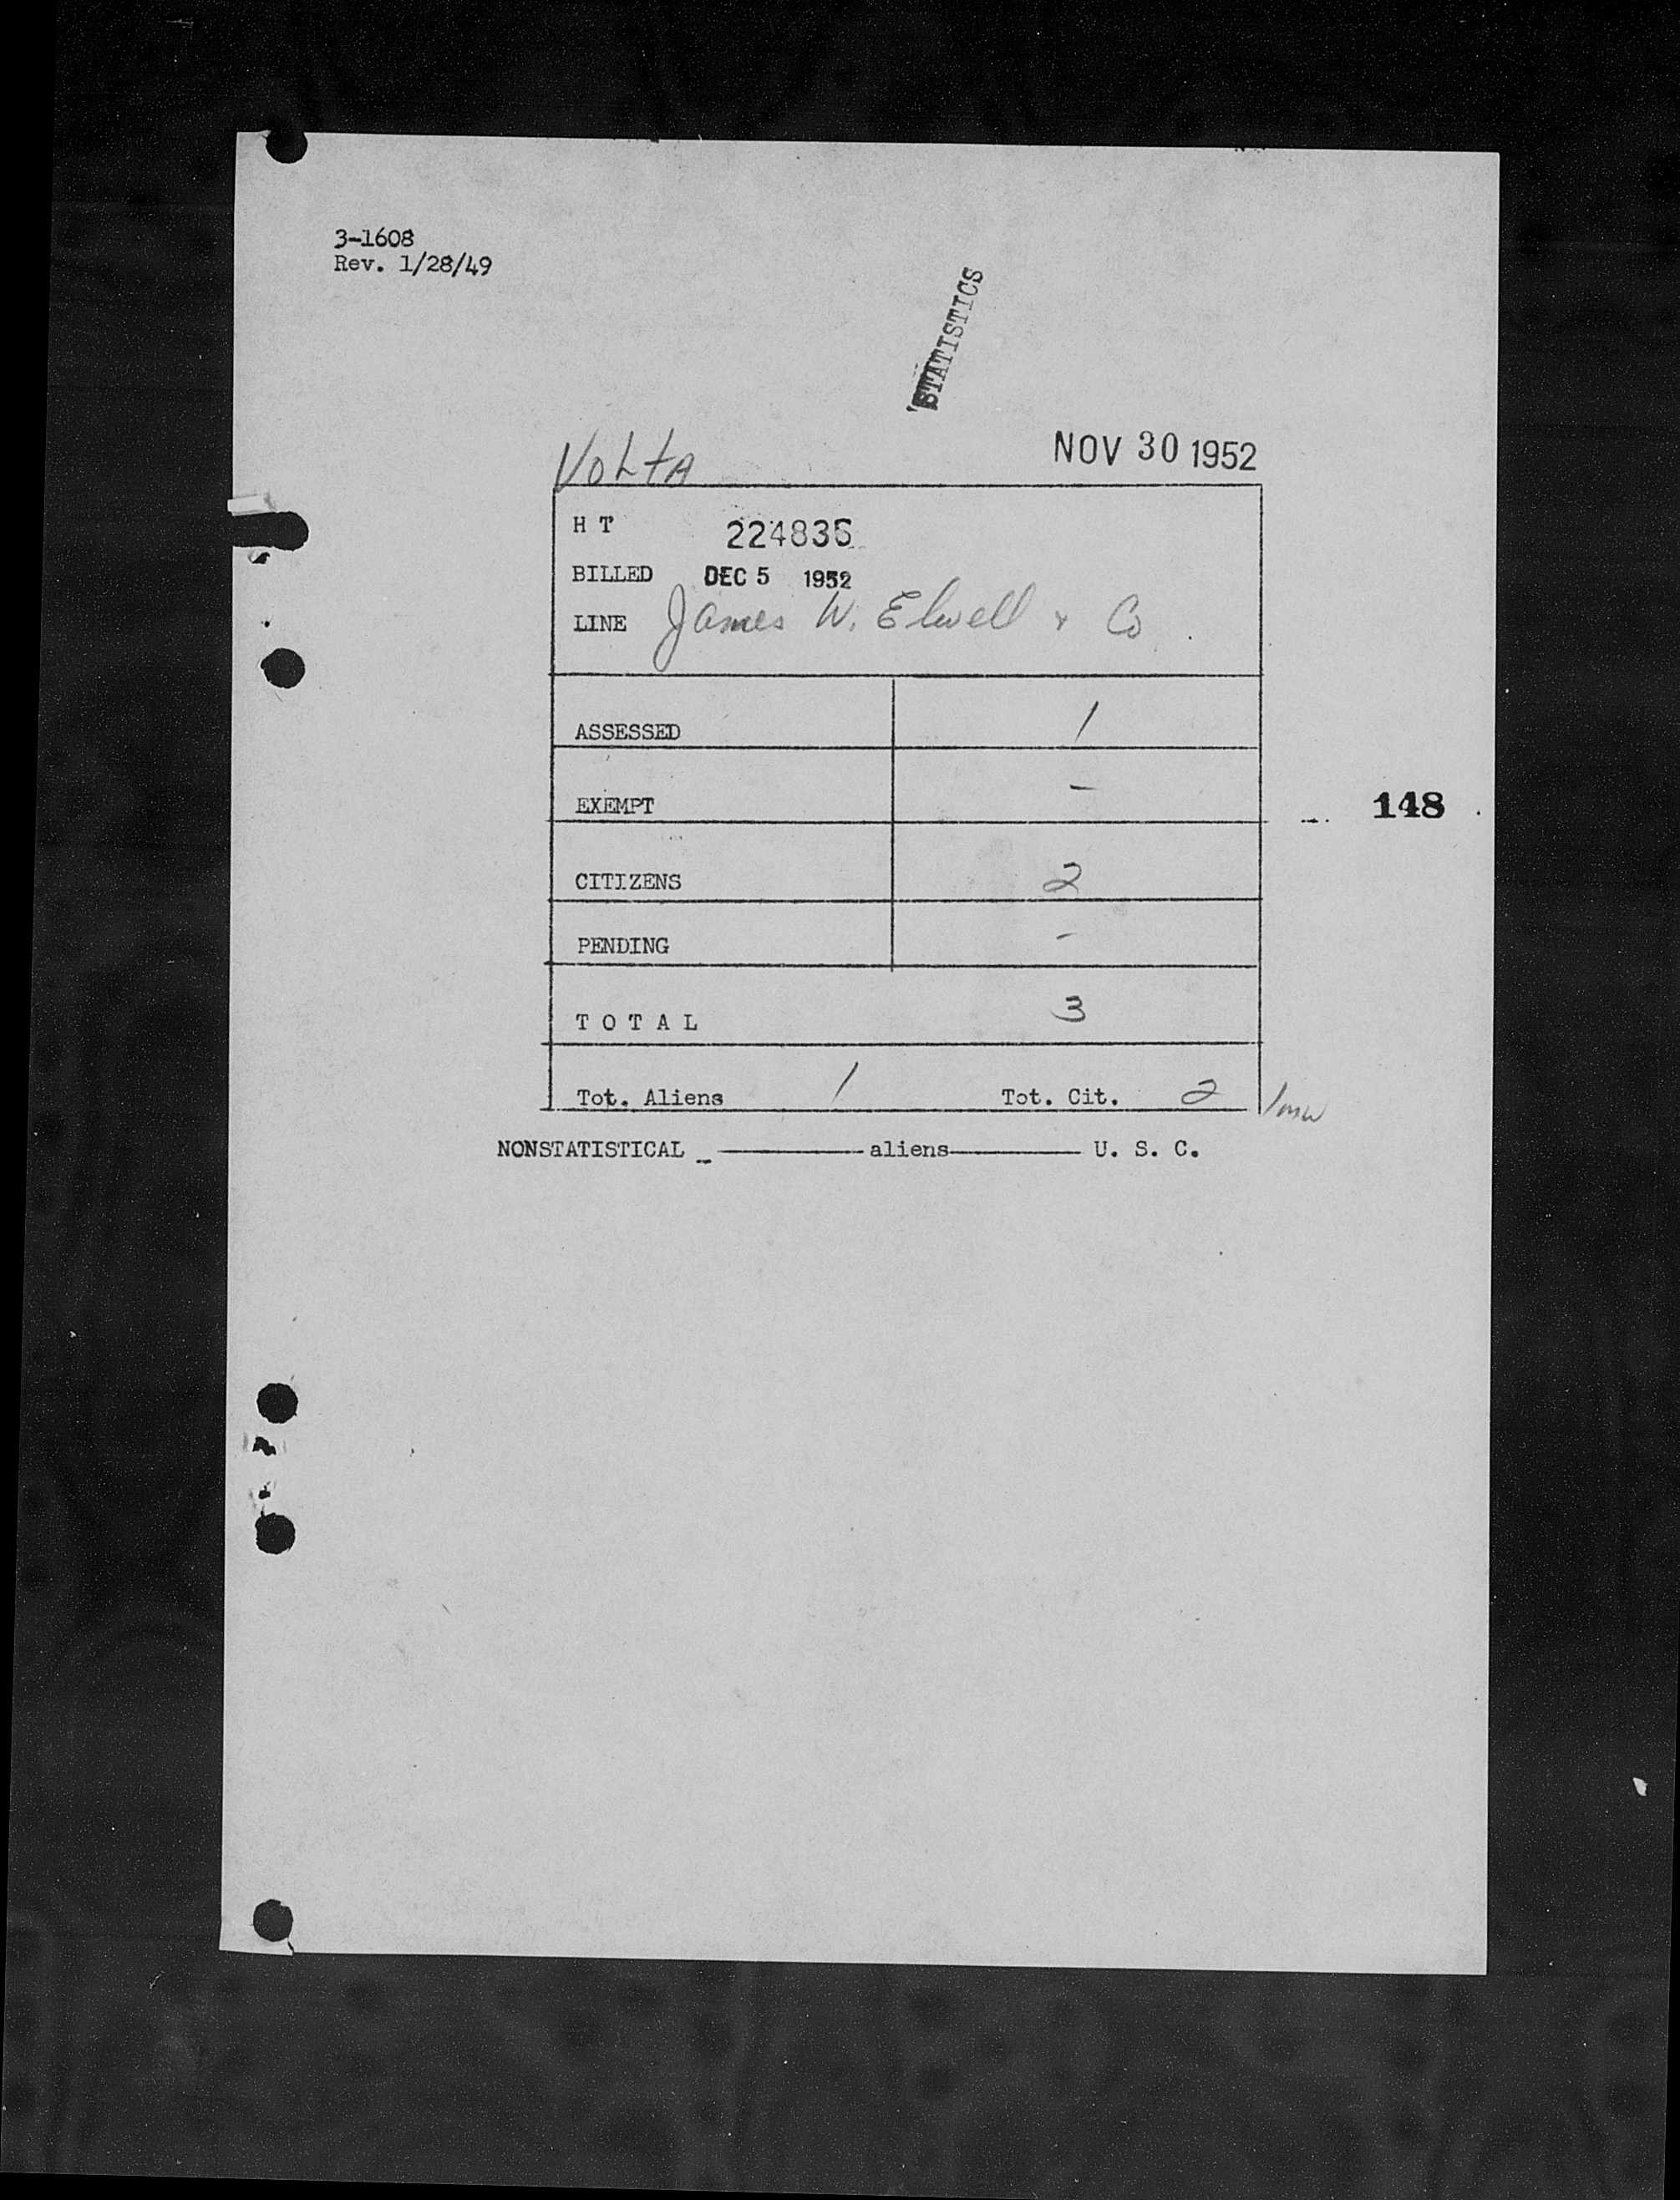 3-1608
Rev. 1/28/49
STATISTICS
Volta
NOV 30 1952
H T 224835
BILLED DEC 5 1952
LINE James W. Elwell & Co.
ASSESSED 1
EXEMPT -
148
CITIZENS 2
PENDING -
T O T A L 3
Tot. Aliens 1 Tot. Cit. 2
NONSTATISTICAL - aliens U. S. C.